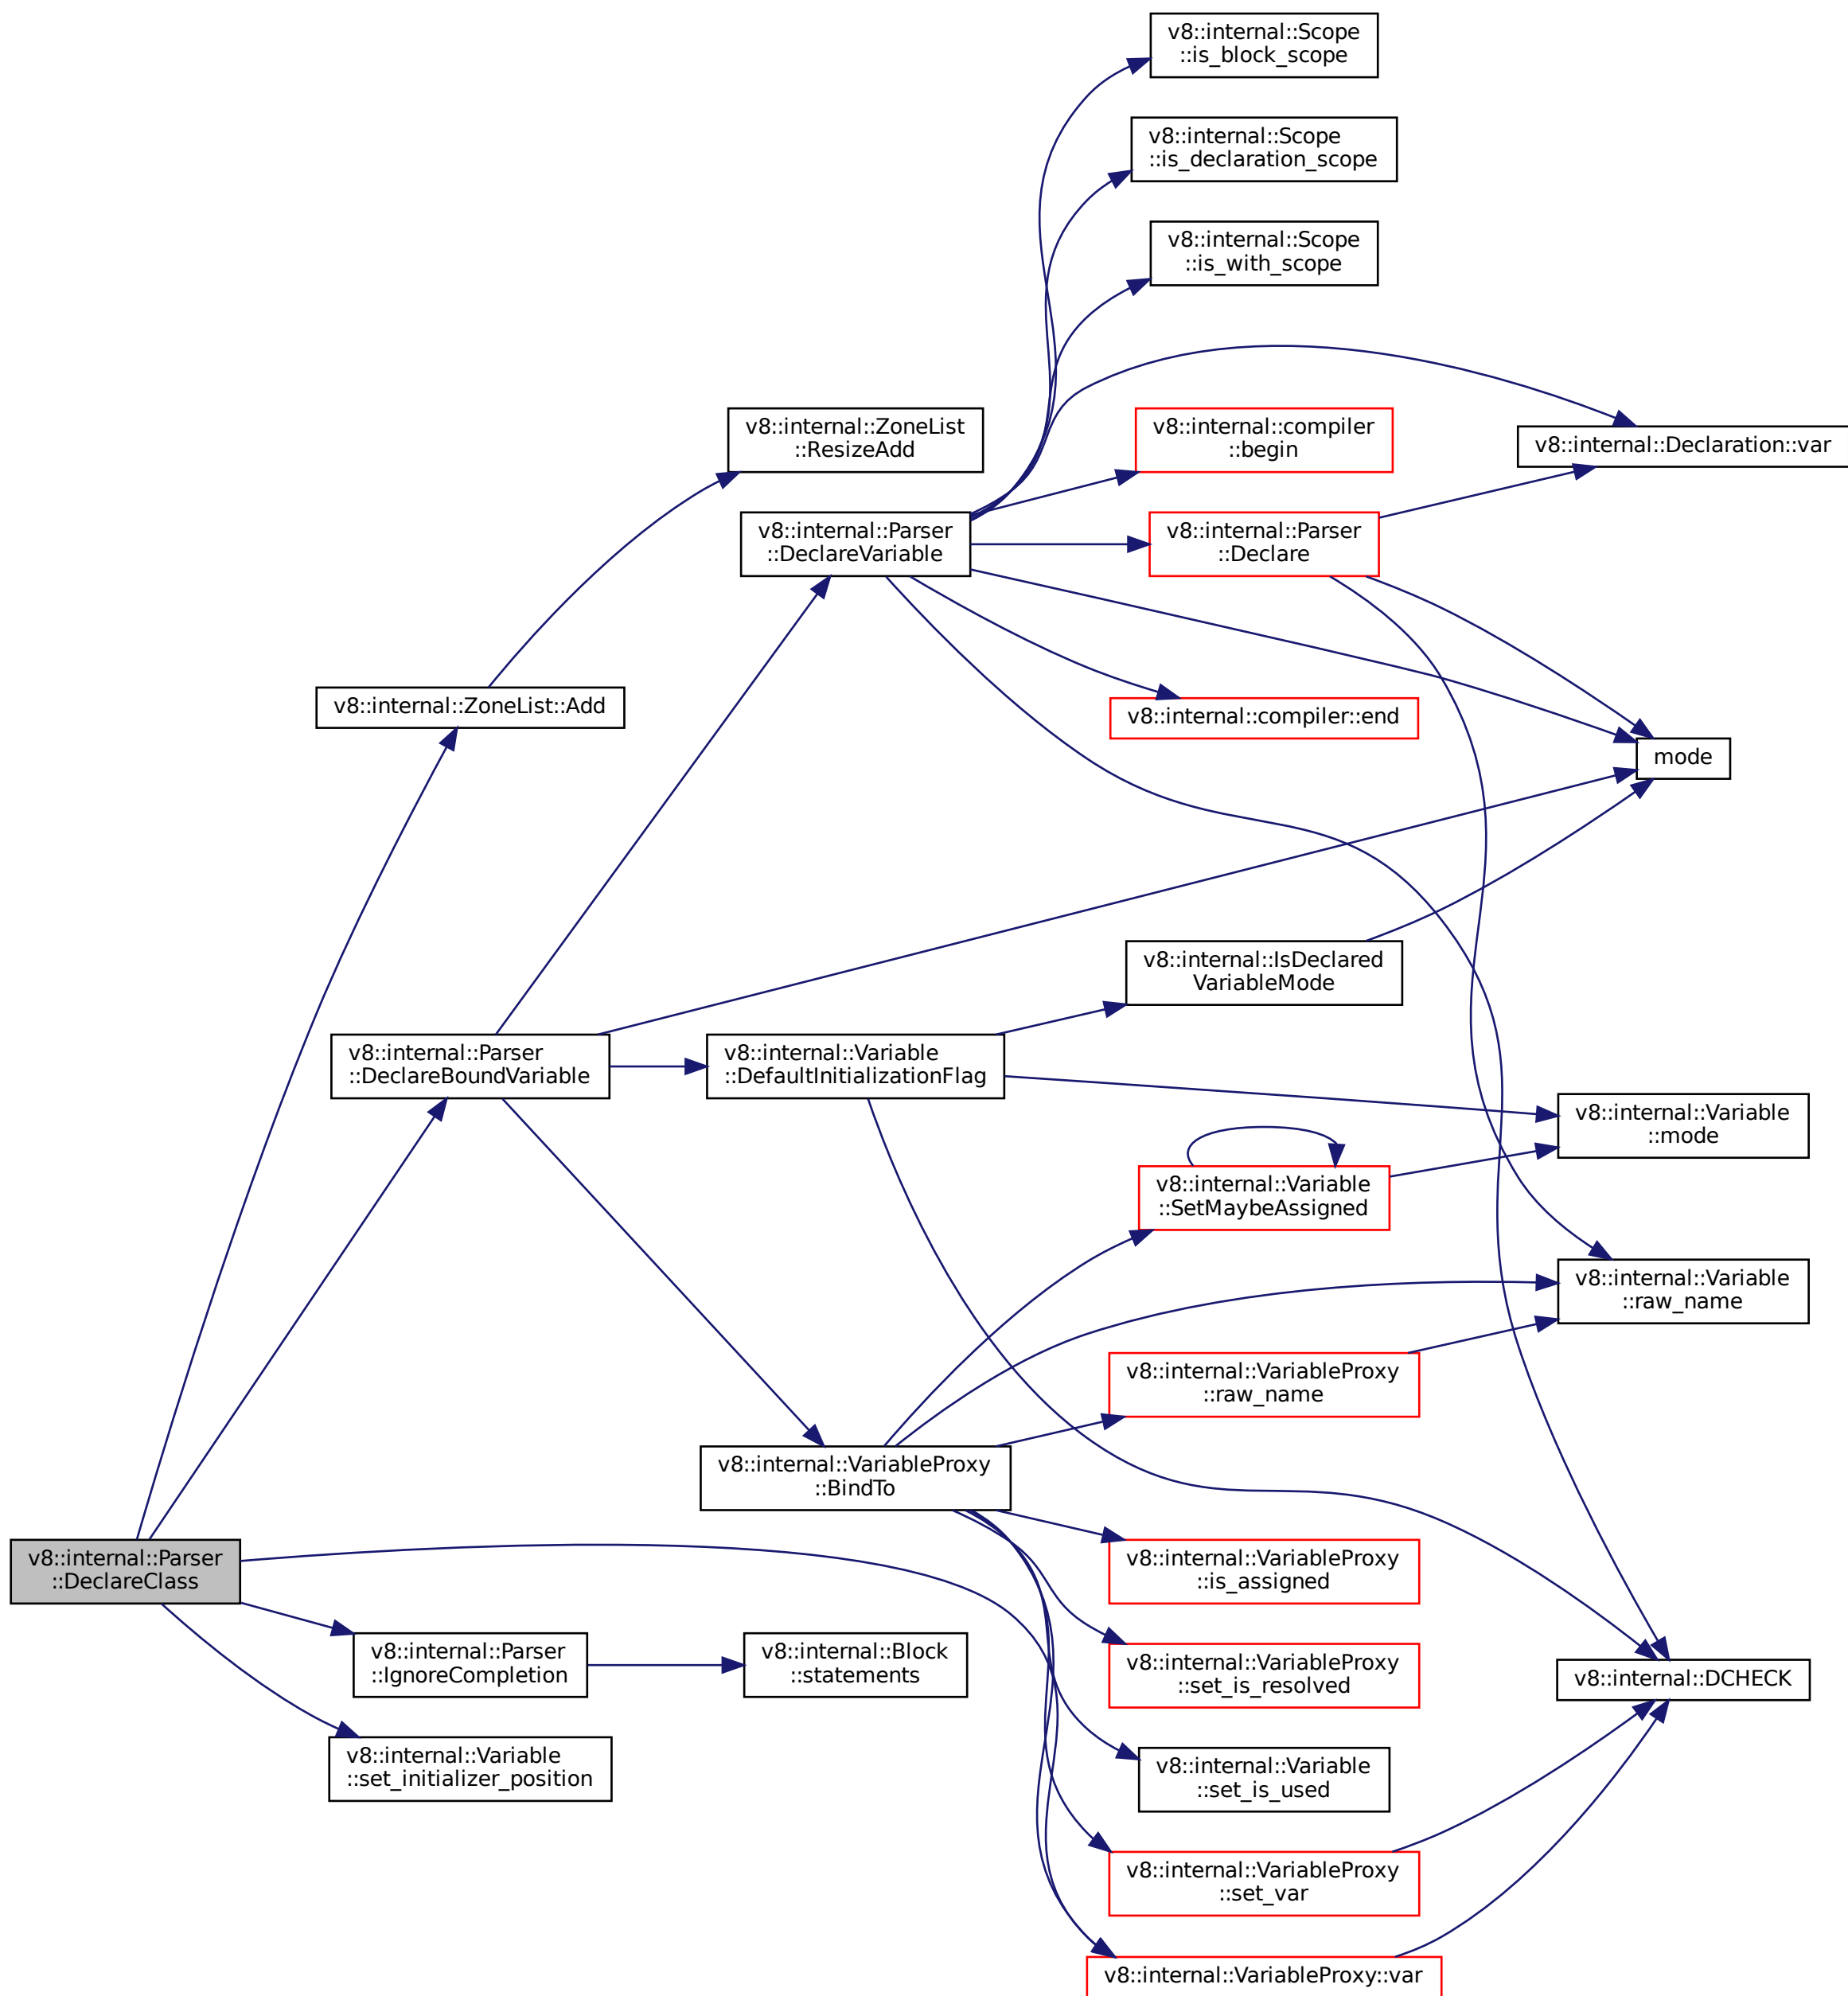 v8::internal::Scope
::is_block_scope
v8::internal::Scope
::is_declaration_scope
v8::internal::Scope
::is_with_scope
v8::internal::ZoneList
::ResizeAdd
v8::internal::compiler
::begin
v8::internal::Declaration::var
v8::internal::Parser
::DeclareVariable
v8::internal::Parser
::Declare
v8::internal::ZoneList::Add
v8::internal::compiler::end
mode
v8::internal::IsDeclared
VariableMode
v8::internal::Parser
::DeclareBoundVariable
v8::internal::Variable
::DefaultInitializationFlag
v8::internal::Variable
::mode
v8::internal::Variable
::SetMaybeAssigned
v8::internal::Variable
::raw_name
v8::internal::VariableProxy
::raw_name
v8::internal::VariableProxy
::BindTo
v8::internal::Parser
::DeclareClass
v8::internal::VariableProxy
::is_assigned
v8::internal::Parser
::IgnoreCompletion
v8::internal::Block
::statements
v8::internal::VariableProxy
::set_is_resolved
v8::internal::DCHECK
v8::internal::Variable
::set_initializer_position
v8::internal::Variable
::set_is_used
v8::internal::VariableProxy
::set_var
v8::internal::VariableProxy::var